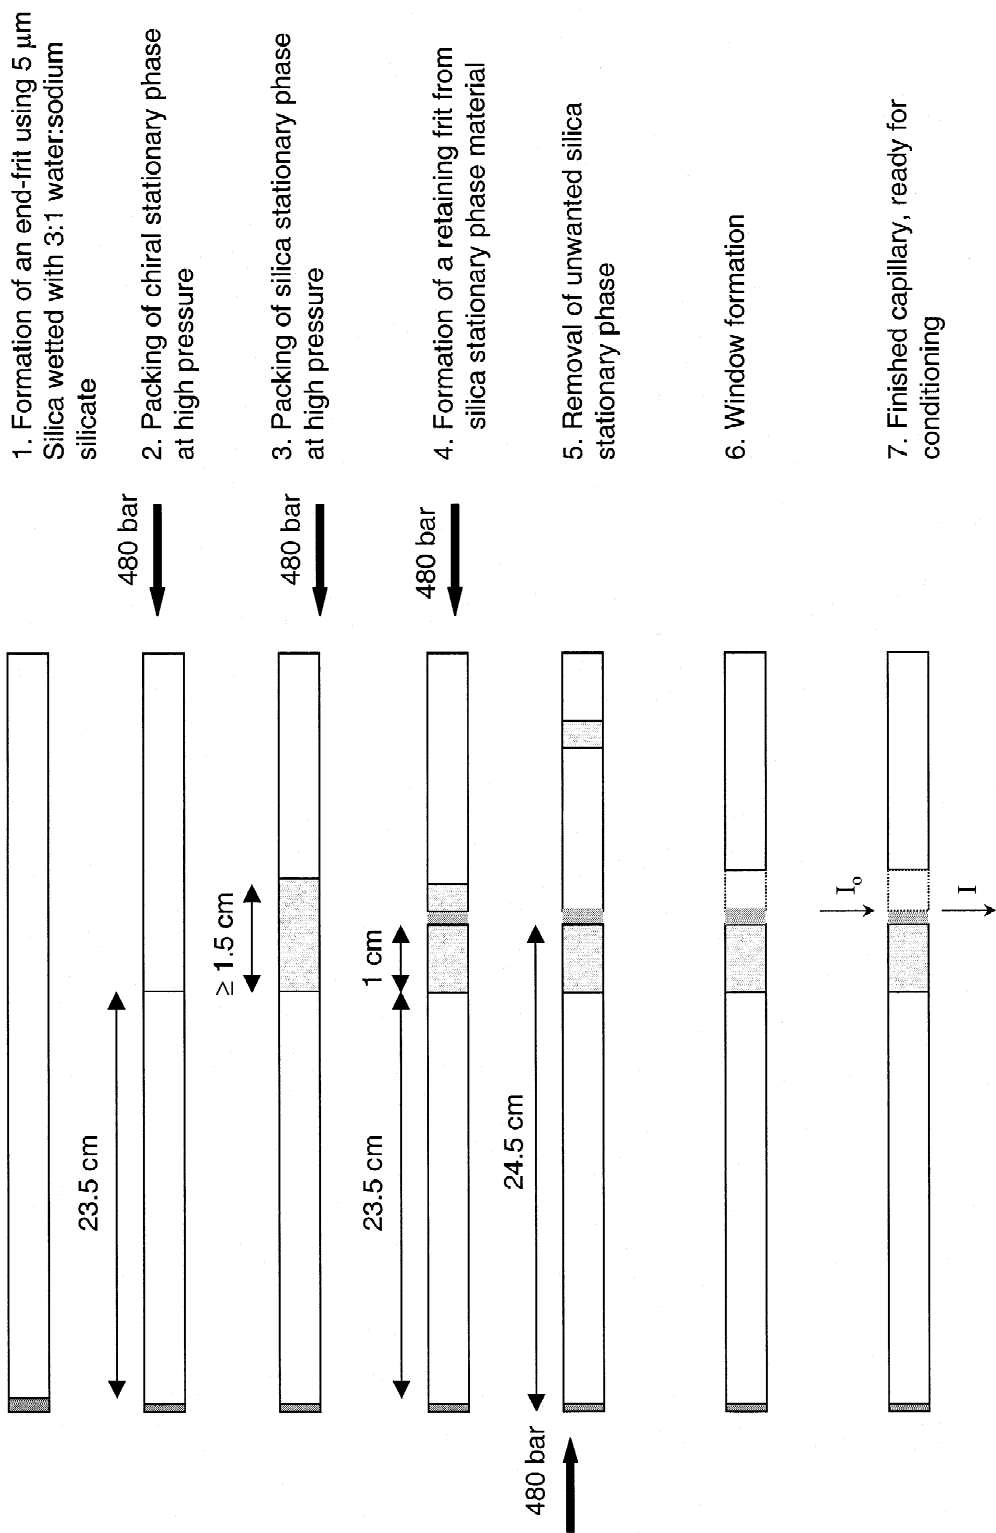 1. Formation of an end-frit using 5 μm
Silica wetted with 3:1 water:sodium
silicate
480 bar
23.5 cm
2. Packing of chiral stationary phase
at high pressure
480 bar
≥ 1.5 cm
3. Packing of silica stationary phase
at high pressure
480 bar
23.5 cm
1 cm
4. Formation of a retaining frit from
silica stationary phase material
480 bar
24.5 cm
5. Removal of unwanted silica
stationary phase
6. Window formation
I₀
I
7. Finished capillary, ready for
conditioning